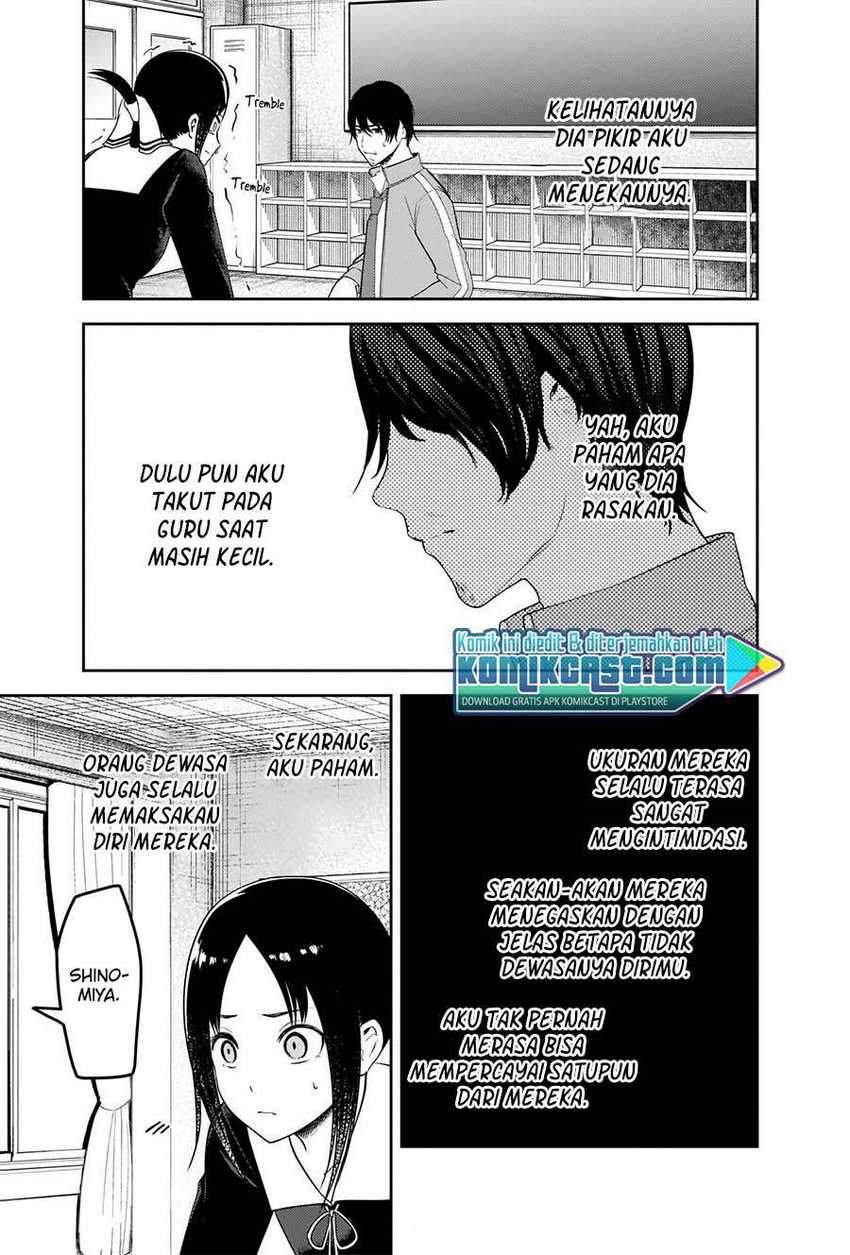 Tremble
Tremble
KELIHATANNYA
DIA PIKIR AKU
SEDANG
MENEKANNYA.
YAH, AKU
PAHAM APA
YANG DIA
RASAKAN.
DULU PUN AKU
TAKUT PADA
GURU SAAT
MASIH KECIL.
Komik ini diedit & diterjemahkan oleh
KOMIKCAST.COM
DOWNLOAD GRATIS APK KOMIKCAST DI PLAYSTORE
UKURAN MEREKA
SELALU TERASA
SANGAT
MENGINTIMIDASI.
SEAKAN-AKAN MEREKA
MENEGASKAN DENGAN
JELAS BETAPA TIDAK
DEWASANYA DIRIMU.
AKU TAK PERNAH
MERASA BISA
MEMPERCAYAI SATUPUN
DARI MEREKA.
SEKARANG,
AKU PAHAM.
ORANG DEWASA
JUGA SELALU
MEMAKSAKAN
DIRI MEREKA.
SHINO-
MIYA.